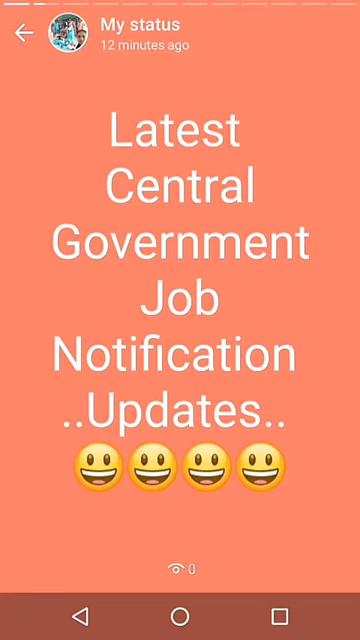 My status
12 minutes ago
Latest
Central
Government
Job
Notification
..Updates..
😃😃😃😃
0